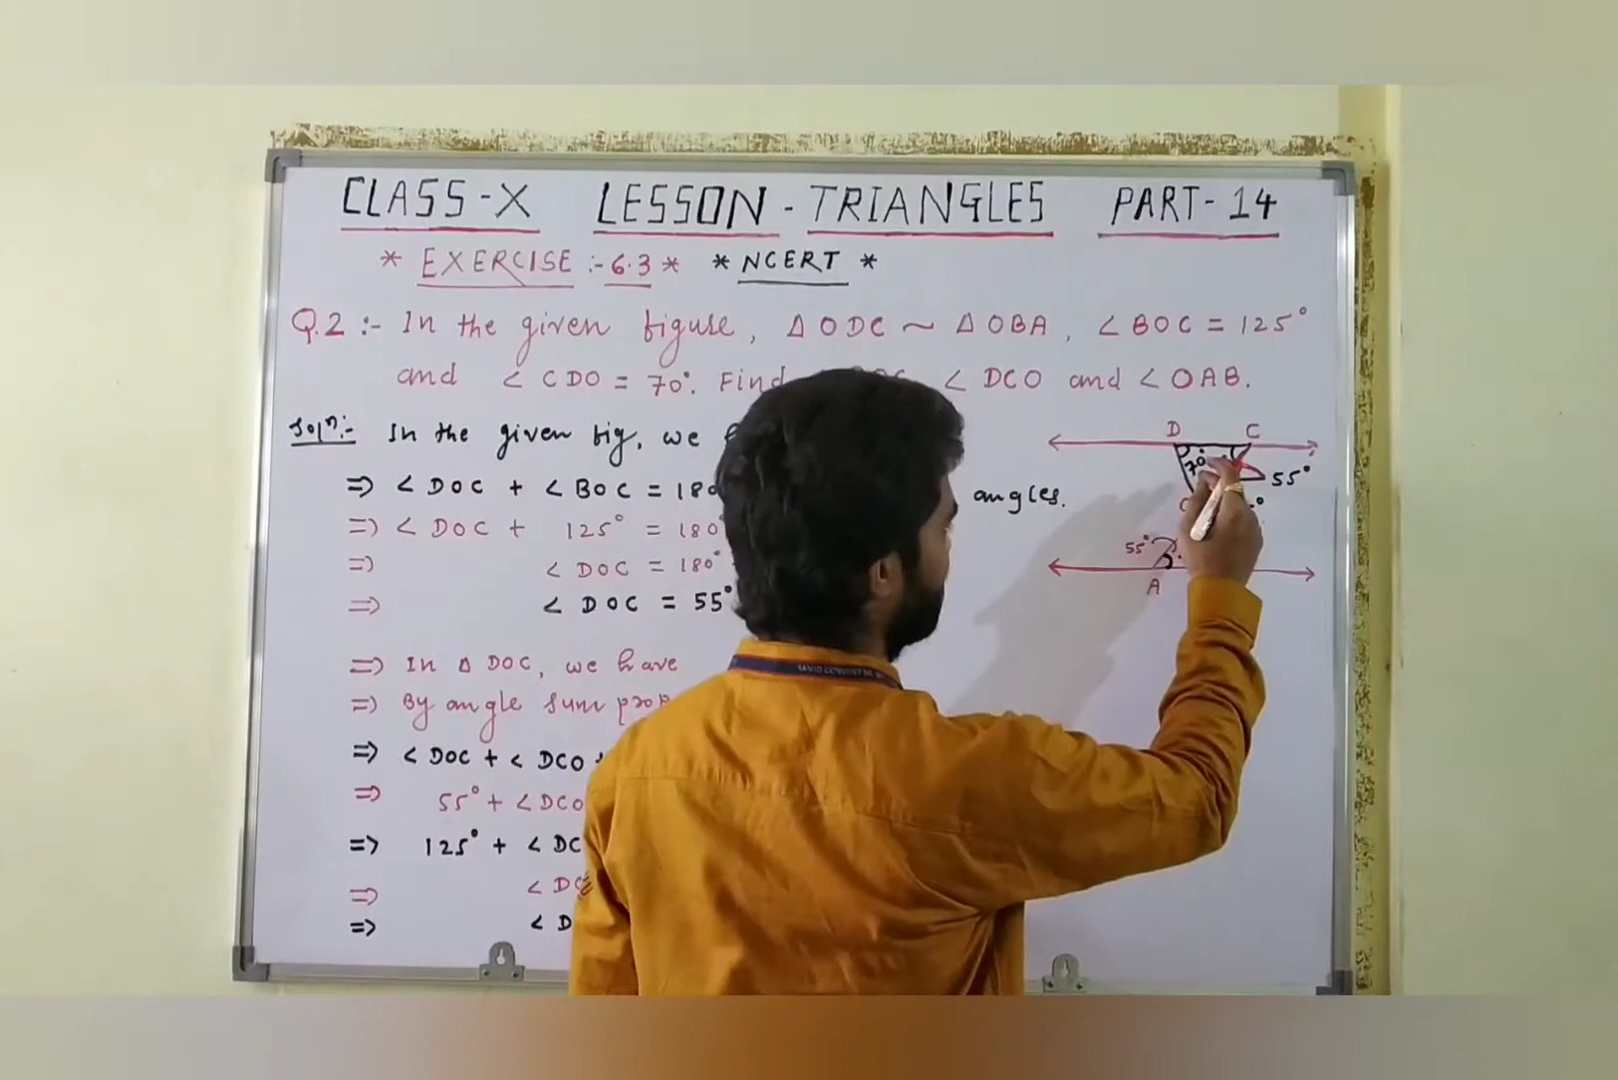 CLASS-X LESSON - TRIANGLES PART- 14
* EXERCISE :- 6.3 * * NCERT *
Q.2 :- In the given figure, Δ ODC ~ Δ OBA, ∠ BOC = 125°
and ∠ CDO = 70°. Find ∠ DCO and ∠ OAB.
Solⁿ:- In the given fig, we
=> ∠ DOC + ∠ BOC = 180 angles.
=) ∠ DOC + 125° = 180°
=) ∠ DOC = 180°
=> ∠ DOC = 55°
=> In Δ DOC, we have
=) By angle sum
=> ∠ DOC + ∠ DCO
=> 55° + ∠ DCO
=> 125° + ∠ DC
=> ∠ DC
=> ∠ D
D C
70°
55°
55°
A